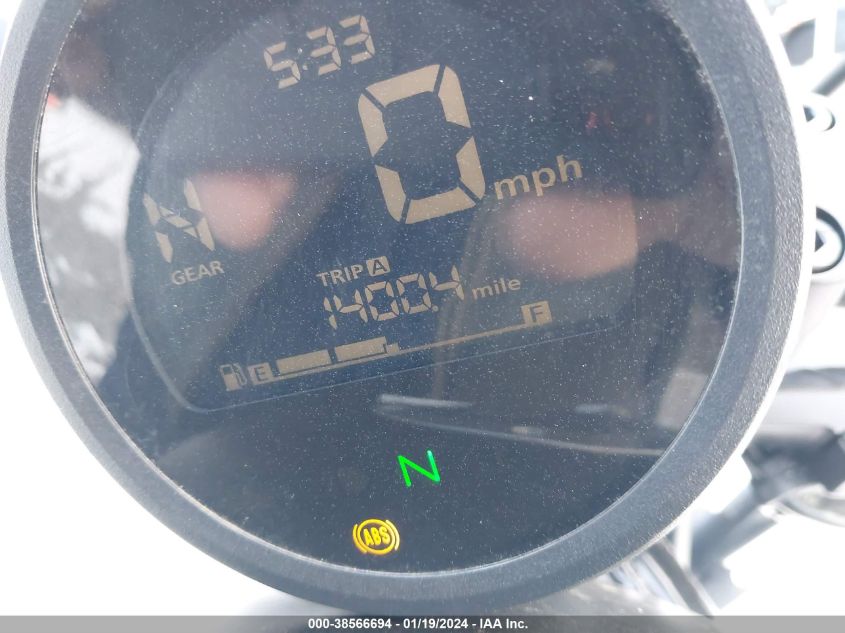 5:33
0 mph
N
GEAR
TRIP A
1400.4 mile
E F
N
ABS
000-38566694 - 01/19/2024 - IAA Inc.